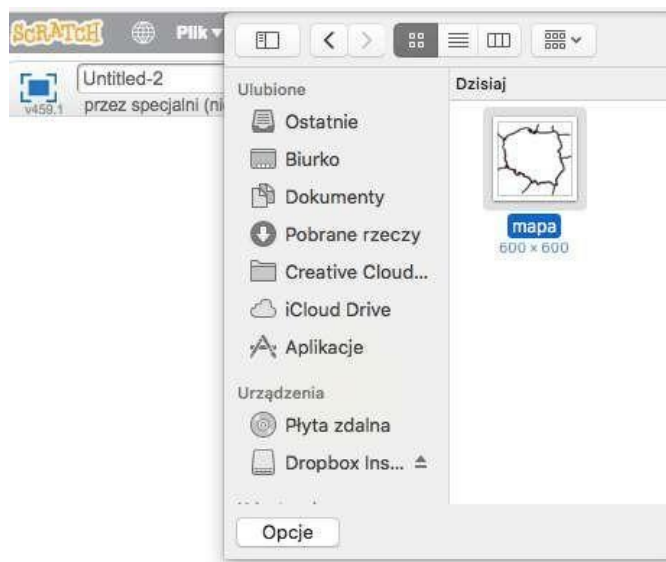 SCRATCH Plik
Untitled-2
v459.1 przez specjalni (ni
Ulubione
Ostatnie
Biurko
Dokumenty
Pobrane rzeczy
Creative Cloud...
iCloud Drive
Aplikacje
Urządzenia
Płyta zdalna
Dropbox Ins...
Opcje
Dzisiaj
mapa
600 x 600